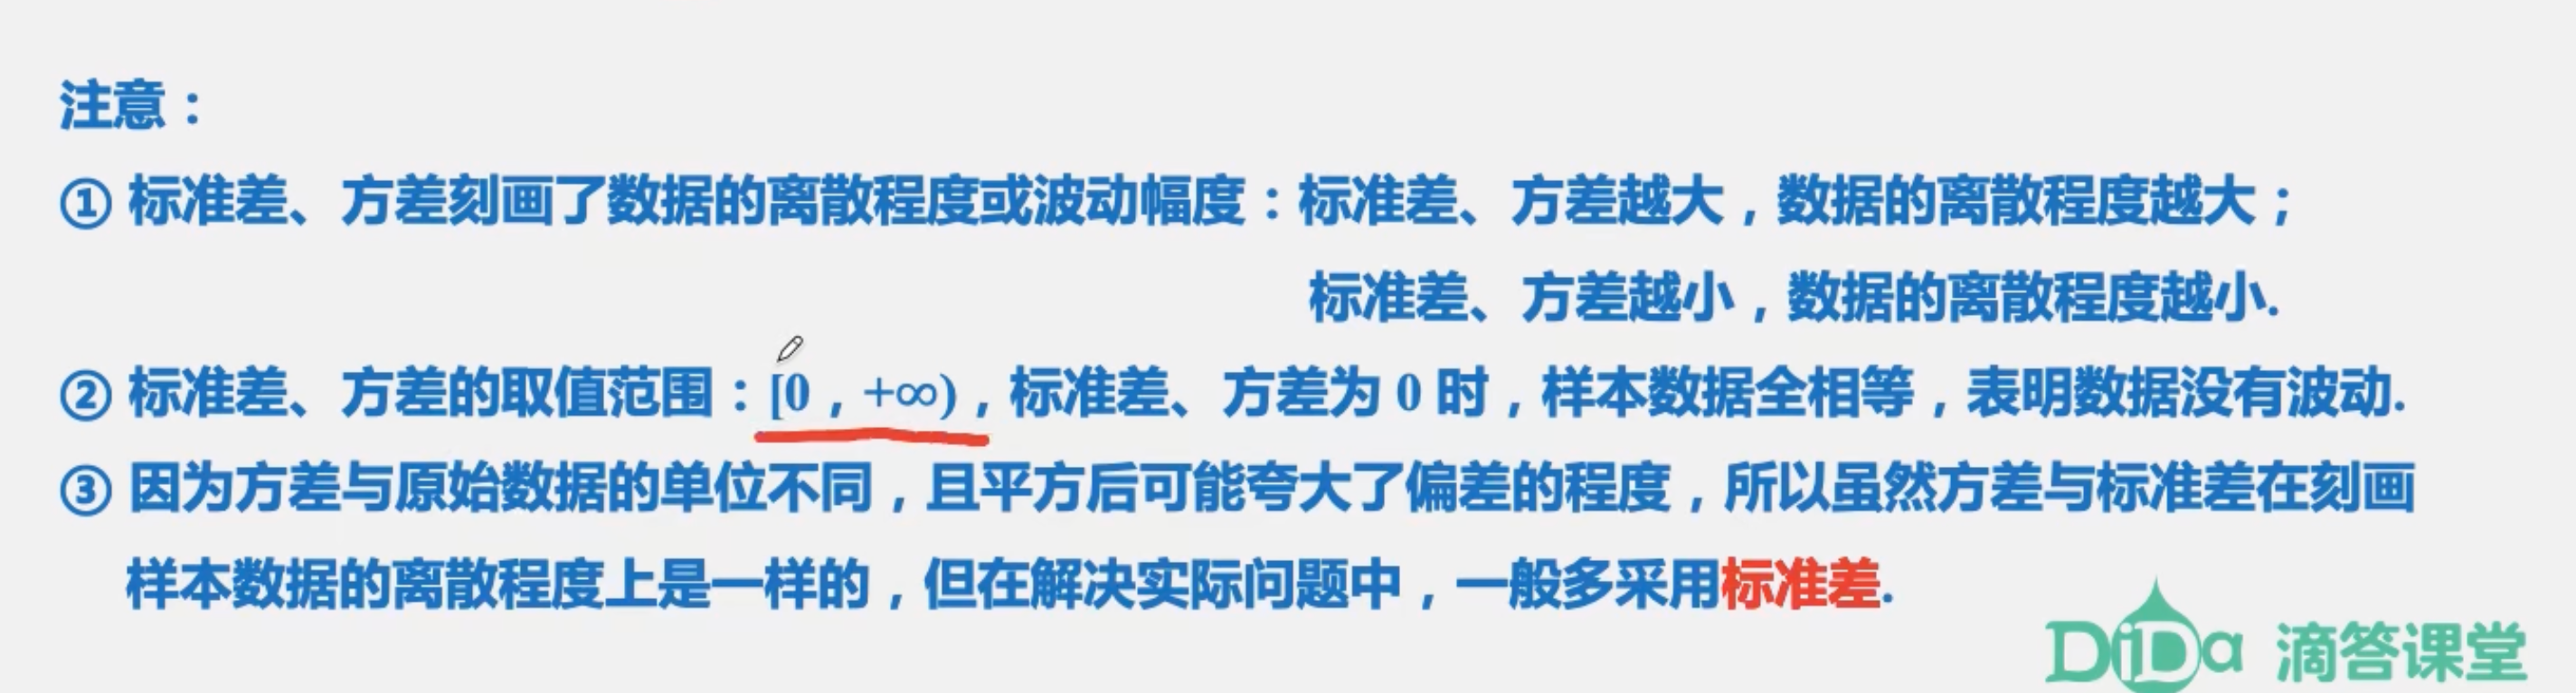 注意：
① 标准差、方差刻画了数据的离散程度或波动幅度：标准差、方差越大，数据的离散程度越大；
标准差、方差越小，数据的离散程度越小.
② 标准差、方差的取值范围：[0，+∞)，标准差、方差为 0 时，样本数据全相等，表明数据没有波动.
③ 因为方差与原始数据的单位不同，且平方后可能夸大了偏差的程度，所以虽然方差与标准差在刻画
样本数据的离散程度上是一样的，但在解决实际问题中，一般多采用标准差.
DiDa 滴答课堂